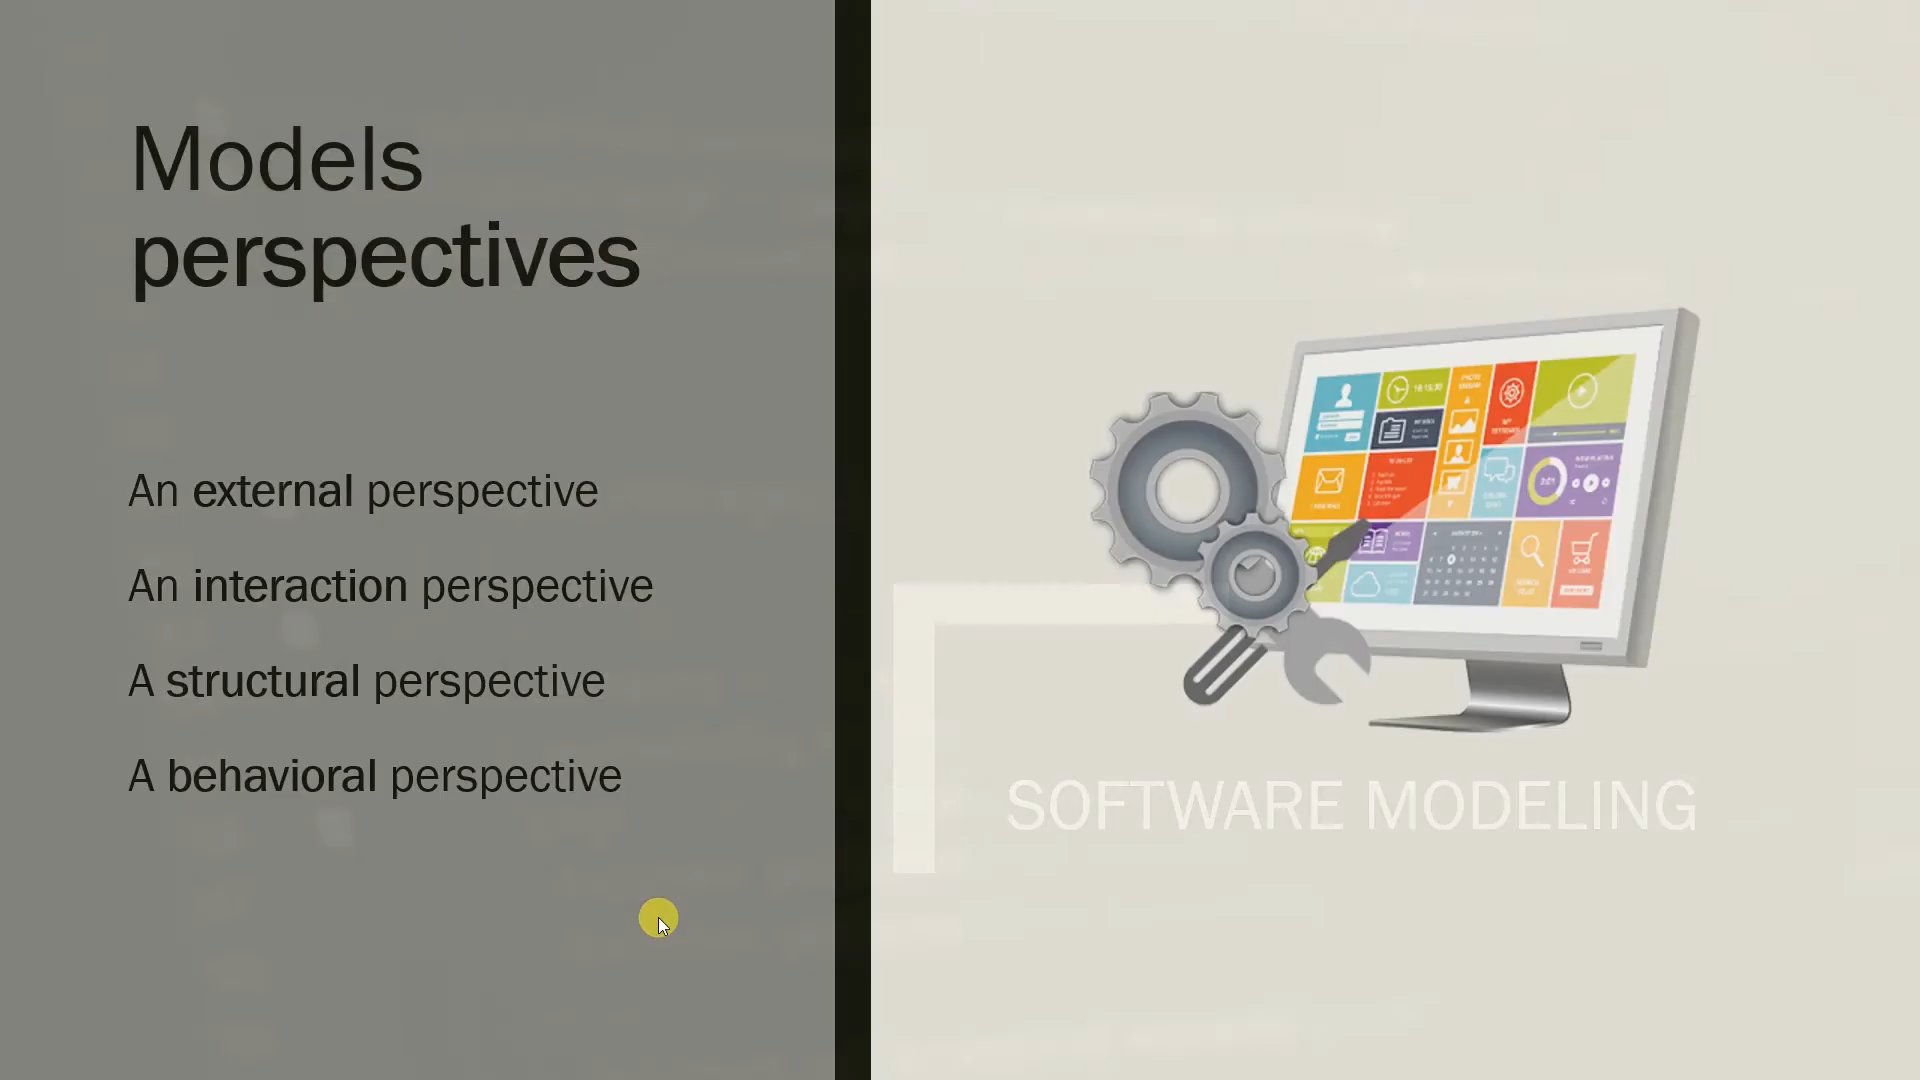 Models
perspectives
An external perspective
An interaction perspective
A structural perspective
A behavioral perspective
SOFTWARE MODELING